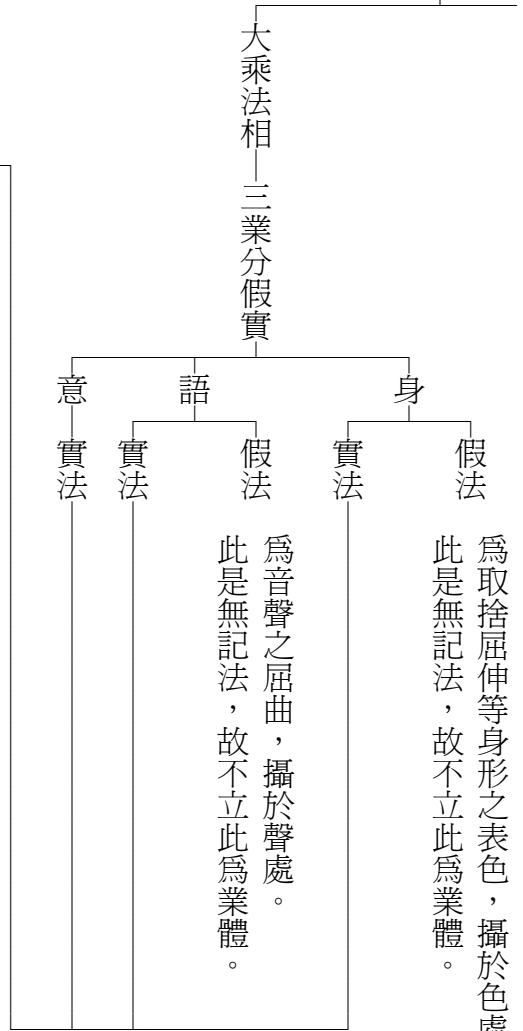 大乘法相
三業分假實
身
假法
爲取捨屈伸等身形之表色，攝於色處
此是無記法，故不立此爲業體。
實法
語
假法
爲音聲之屈曲，攝於聲處。
此是無記法，故不立此爲業體。
實法
意
實法